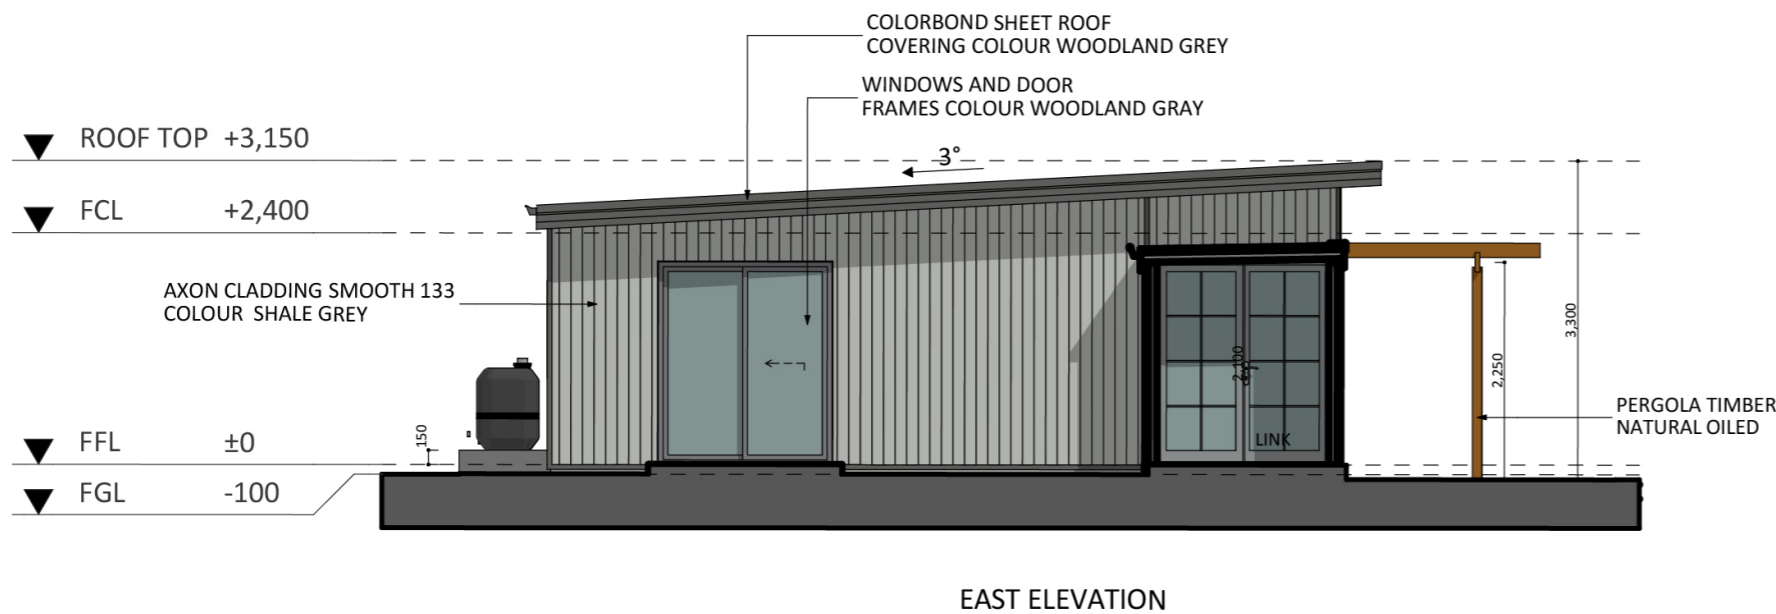 COLORBOND SHEET ROOF
COVERING COLOUR WOODLAND GREY
WINDOWS AND DOOR
FRAMES COLOUR WOODLAND GRAY
ROOF TOP +3,150
3°
FCL +2,400
AXON CLADDING SMOOTH 133
COLOUR SHALE GREY
3,300
2,100
2,250
PERGOLA TIMBER
NATURAL OILED
150
LINK
FFL ±0
FGL -100
EAST ELEVATION